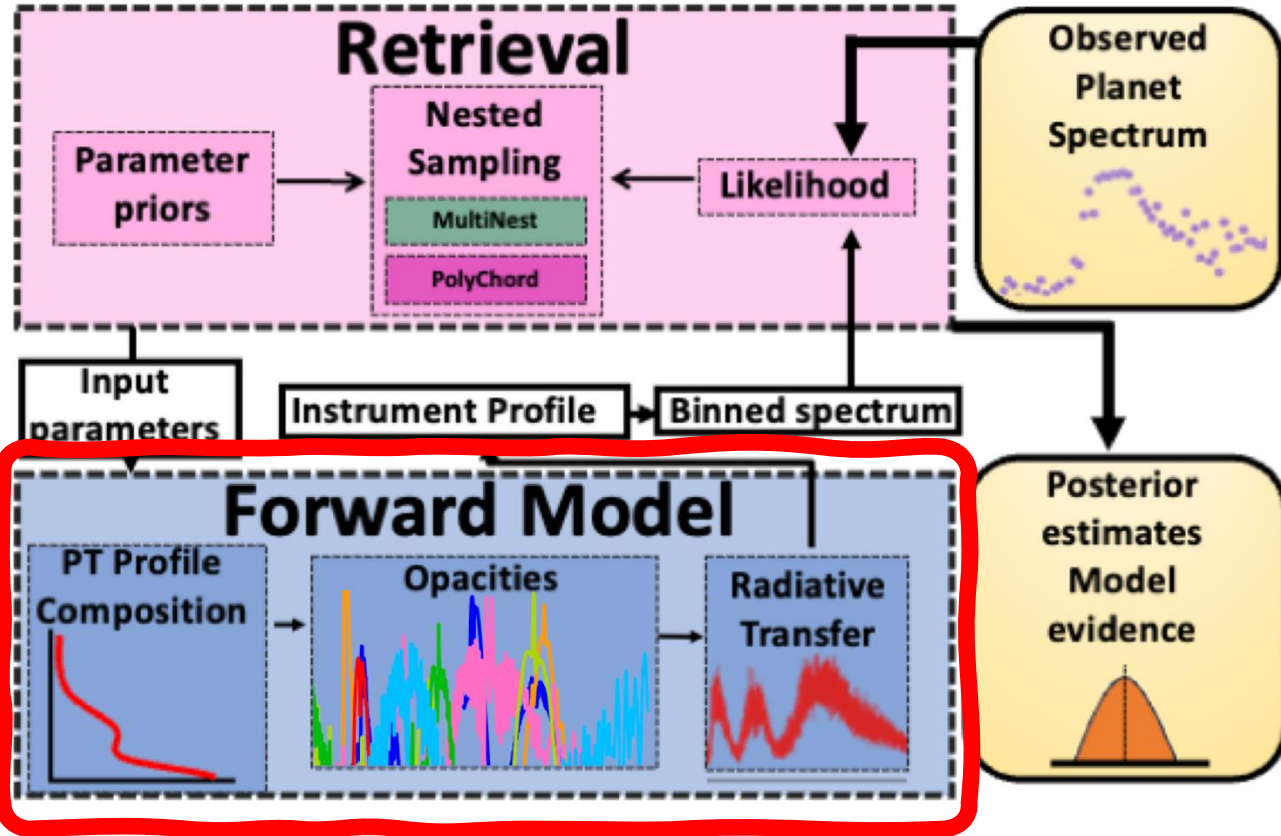 Retrieval
Parameter
priors
Nested
Sampling
MultiNest
PolyChord
Likelihood
Observed
Planet
Spectrum
Input
parameters
Instrument Profile
Binned spectrum
Forward Model
PT Profile
Composition
Opacities
Radiative
Transfer
Posterior
estimates
Model
evidence